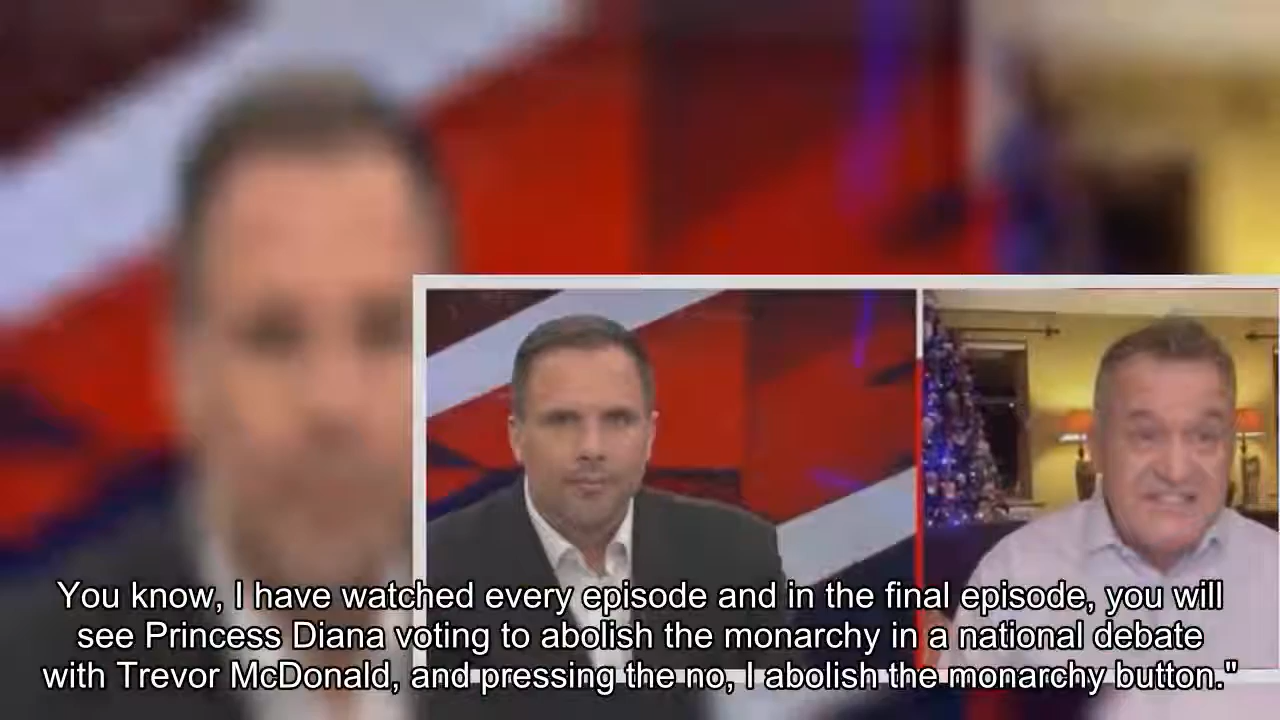 You know, I have watched every episode and in the final episode, you will
see Princess Diana voting to abolish the monarchy in a national debate
with Trevor McDonald, and pressing the no, I abolish the monarchy button."